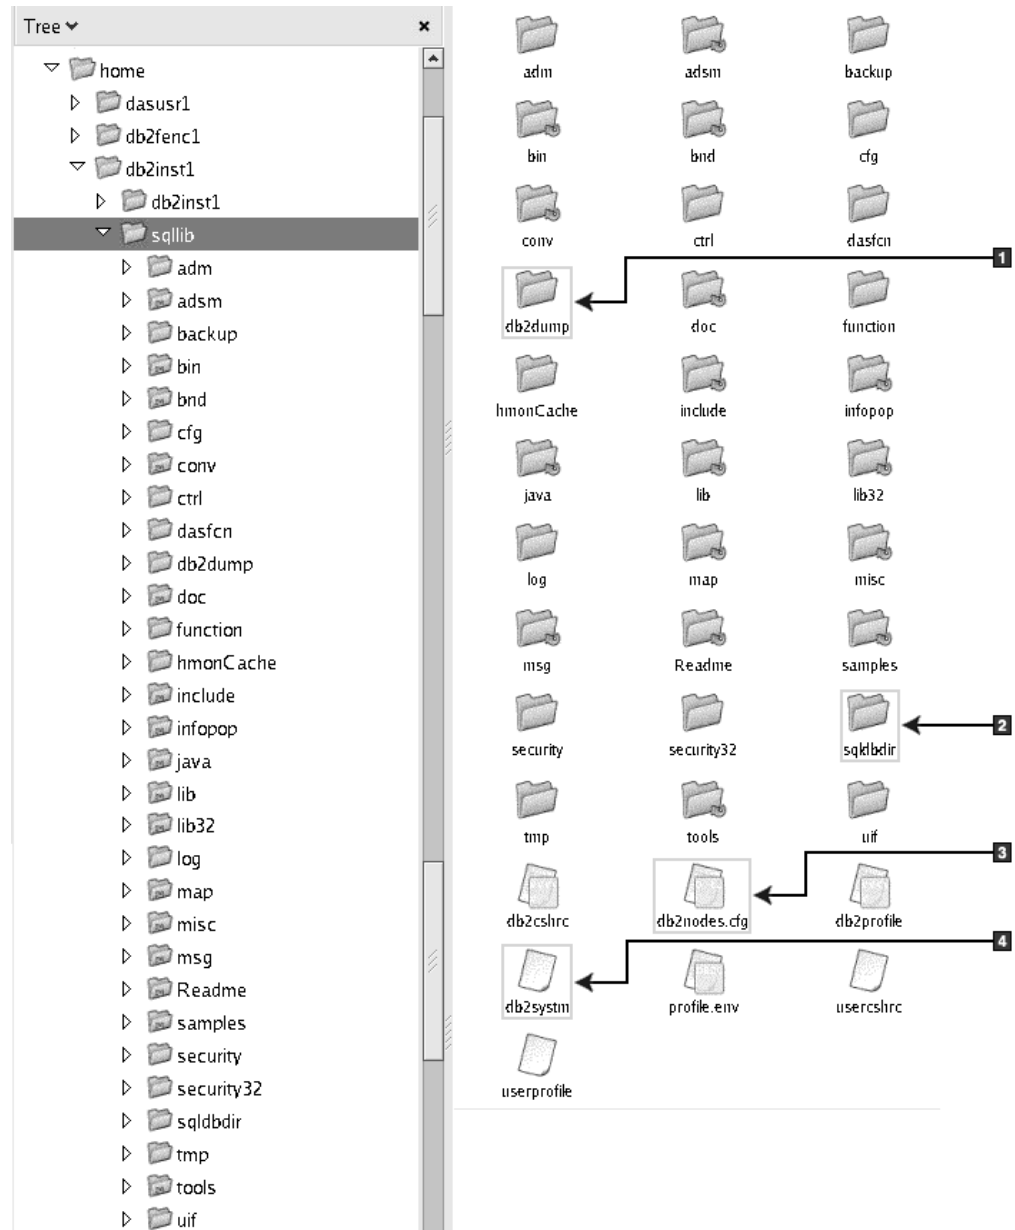 Tree
home
dasusr1
db2fenc1
db2inst1
db2inst1
sqllib
adm
adsm
backup
bin
bnd
cfg
conv
ctrl
dasfcn
db2dump
doc
function
hmonCache
include
infopop
java
lib
lib32
log
map
misc
msg
Readme
samples
security
security32
sqldbdir
tmp
tools
uif
adm adsm backup
bin bnd cfg
conv ctrl dasfcn
1
db2dump doc function
hmonCache include infopop
java lib lib32
log map misc
msg Readme samples
2
security security32 sqldbdir
tmp tools uif
3
db2cshrc db2nodes.cfg db2profile
4
db2systm profile.env usercshrc
userprofile